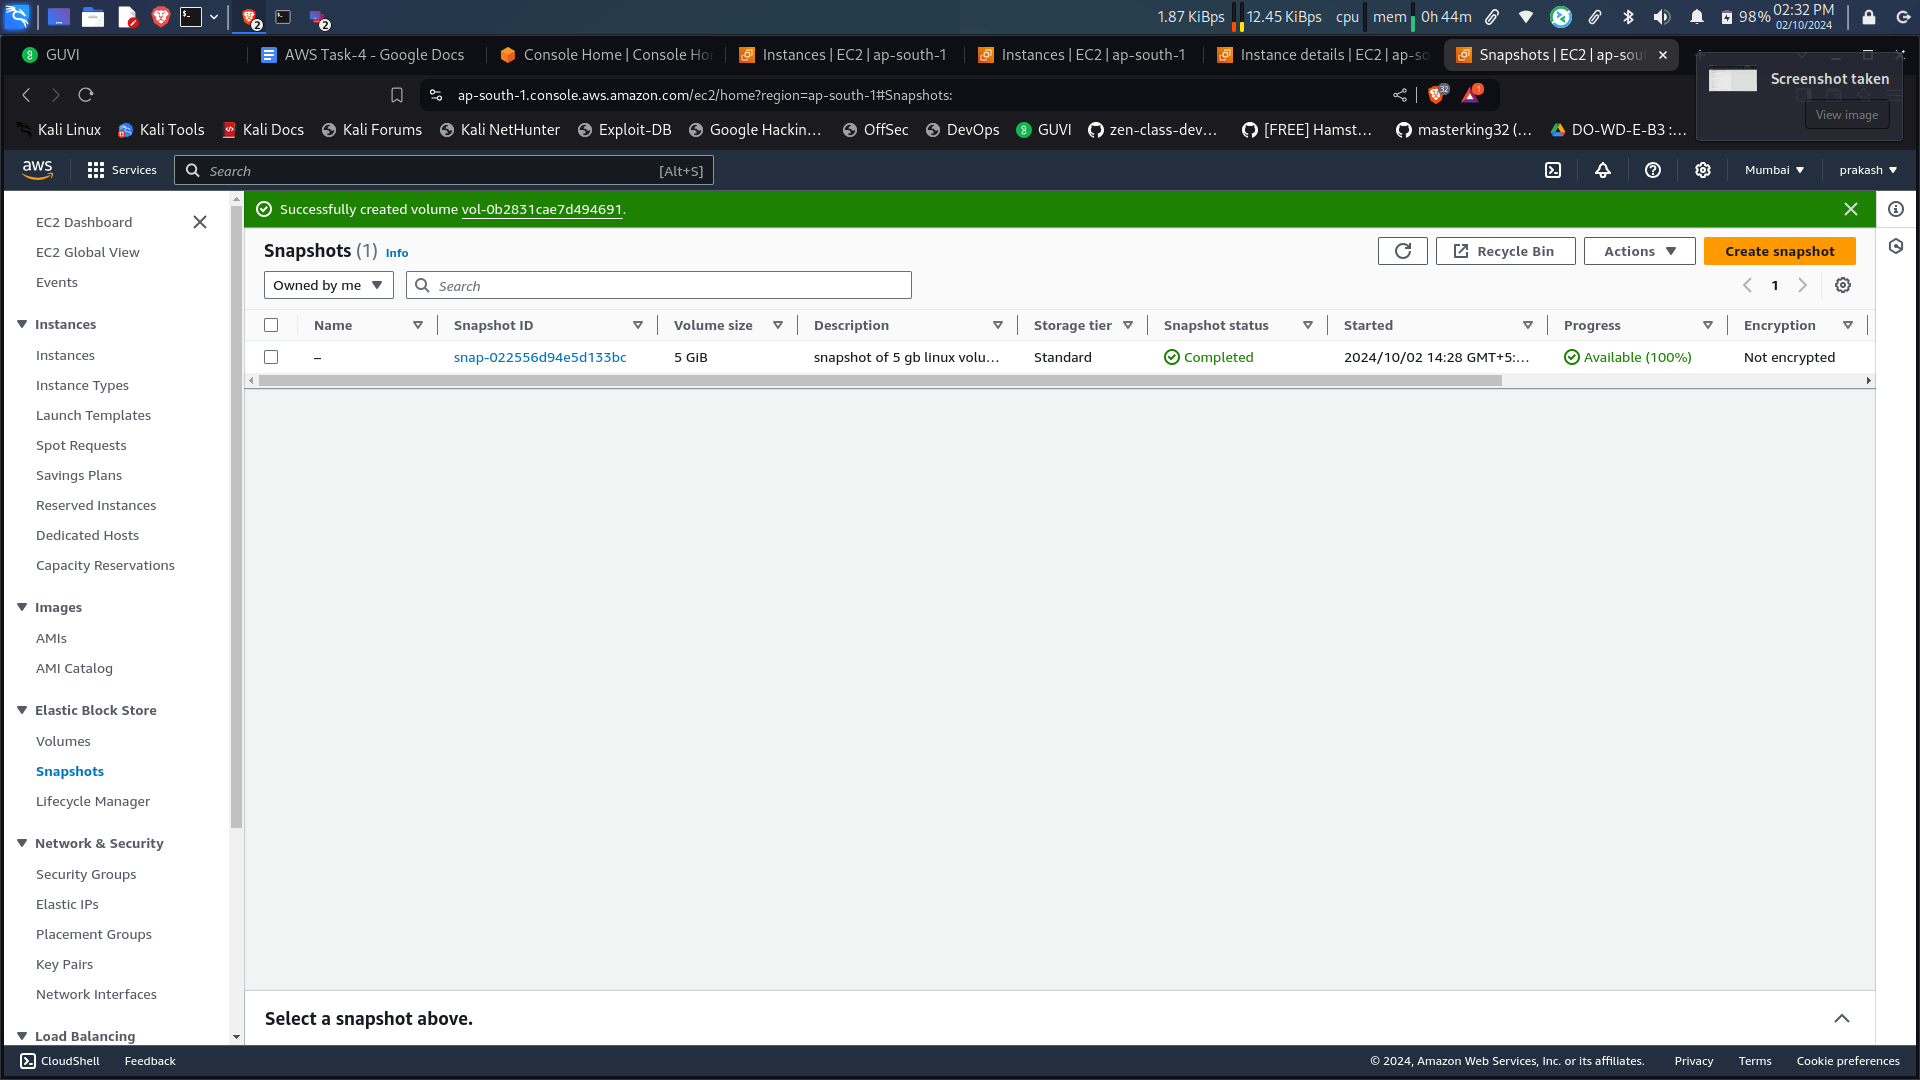 1.87 KiBps 12.45 KiBps cpu mem 0h 44m 98% 02:32 PM
02/10/2024
2 2
GUVI AWS Task-4 - Google Docs Console Home | Console Ho Instances | EC2 | ap-south-1 Instances | EC2 | ap-south-1 Instance details | EC2 | ap-so Snapshots | EC2 | ap-sou
Screenshot taken
View image
ap-south-1.console.aws.amazon.com/ec2/home?region=ap-south-1#Snapshots: 32 1
Kali Linux Kali Tools Kali Docs Kali Forums Kali NetHunter Exploit-DB Google Hackin... OffSec DevOps GUVI zen-class-dev... [FREE] Hamst... masterking32 (... DO-WD-E-B3 :...
aws Services Search [Alt+S] Mumbai prakash
EC2 Dashboard
EC2 Global View
Events
Instances
Instances
Instance Types
Launch Templates
Spot Requests
Savings Plans
Reserved Instances
Dedicated Hosts
Capacity Reservations
Images
AMIs
AMI Catalog
Elastic Block Store
Volumes
Snapshots
Lifecycle Manager
Network & Security
Security Groups
Elastic IPs
Placement Groups
Key Pairs
Network Interfaces
Load Balancing
Successfully created volume vol-0b2831cae7d494691.
Snapshots (1) Info Recycle Bin Actions Create snapshot
Owned by me Search 1
Name Snapshot ID Volume size Description Storage tier Snapshot status Started Progress Encryption
– snap-022556d94e5d133bc 5 GiB snapshot of 5 gb linux volu... Standard Completed 2024/10/02 14:28 GMT+5:... Available (100%) Not encrypted
Select a snapshot above.
CloudShell Feedback © 2024, Amazon Web Services, Inc. or its affiliates. Privacy Terms Cookie preferences